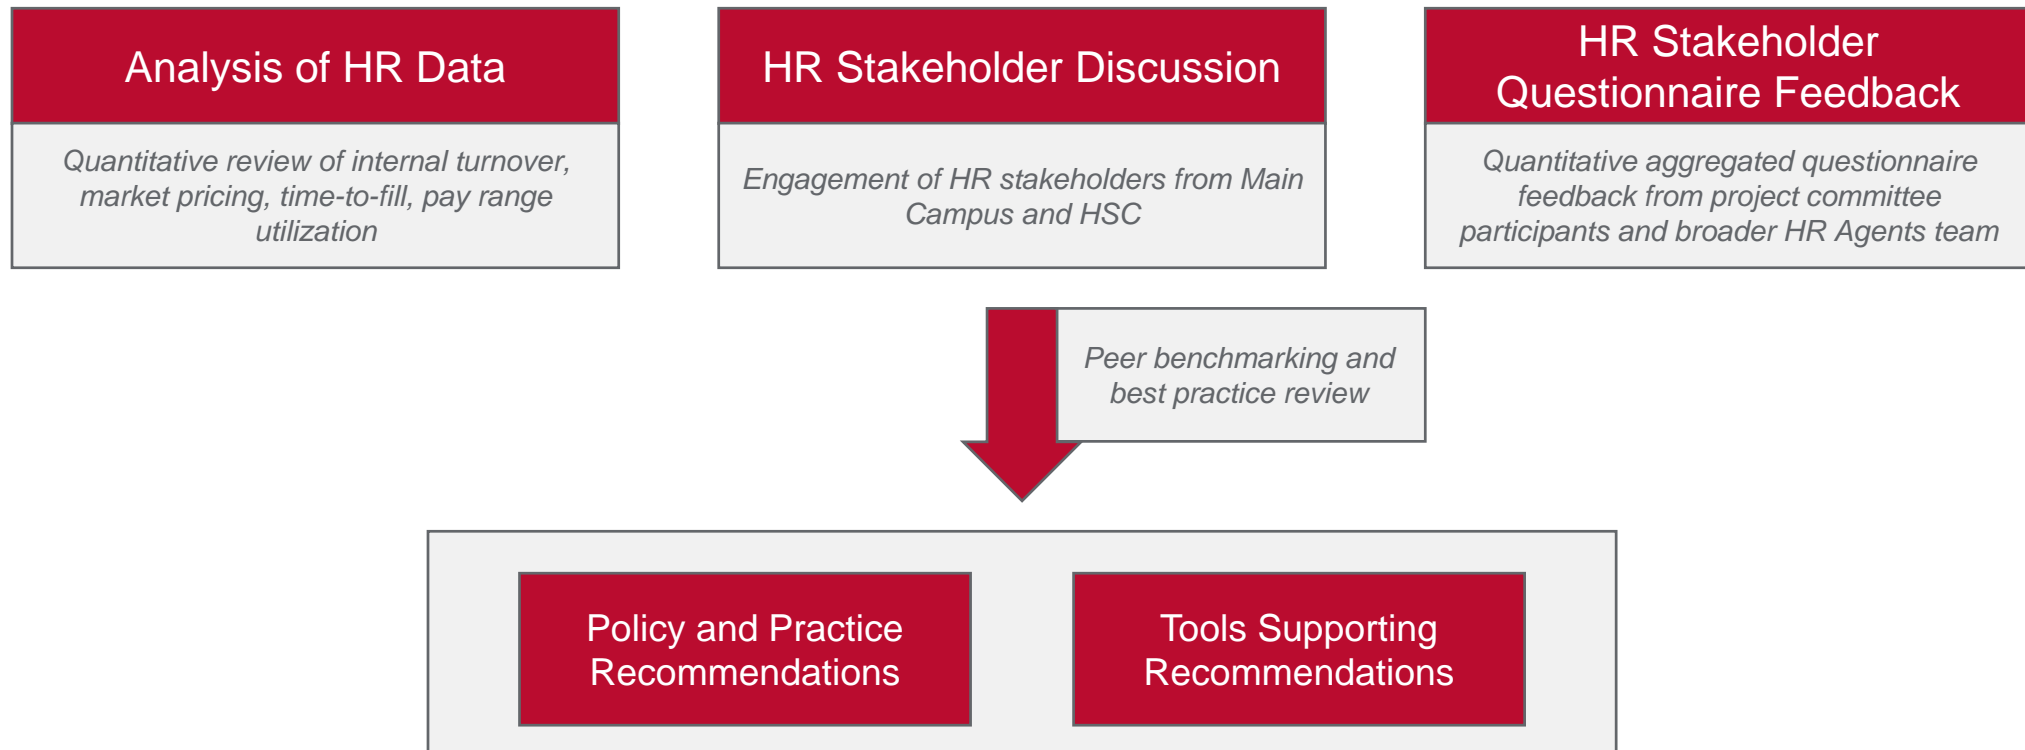 Analysis of HR Data
Quantitative review of internal turnover,
market pricing, time-to-fill, pay range
utilization
HR Stakeholder Discussion
Engagement of HR stakeholders from Main
Campus and HSC
HR Stakeholder
Questionnaire Feedback
Quantitative aggregated questionnaire
feedback from project committee
participants and broader HR Agents team
Peer benchmarking and
best practice review
Policy and Practice
Recommendations
Tools Supporting
Recommendations